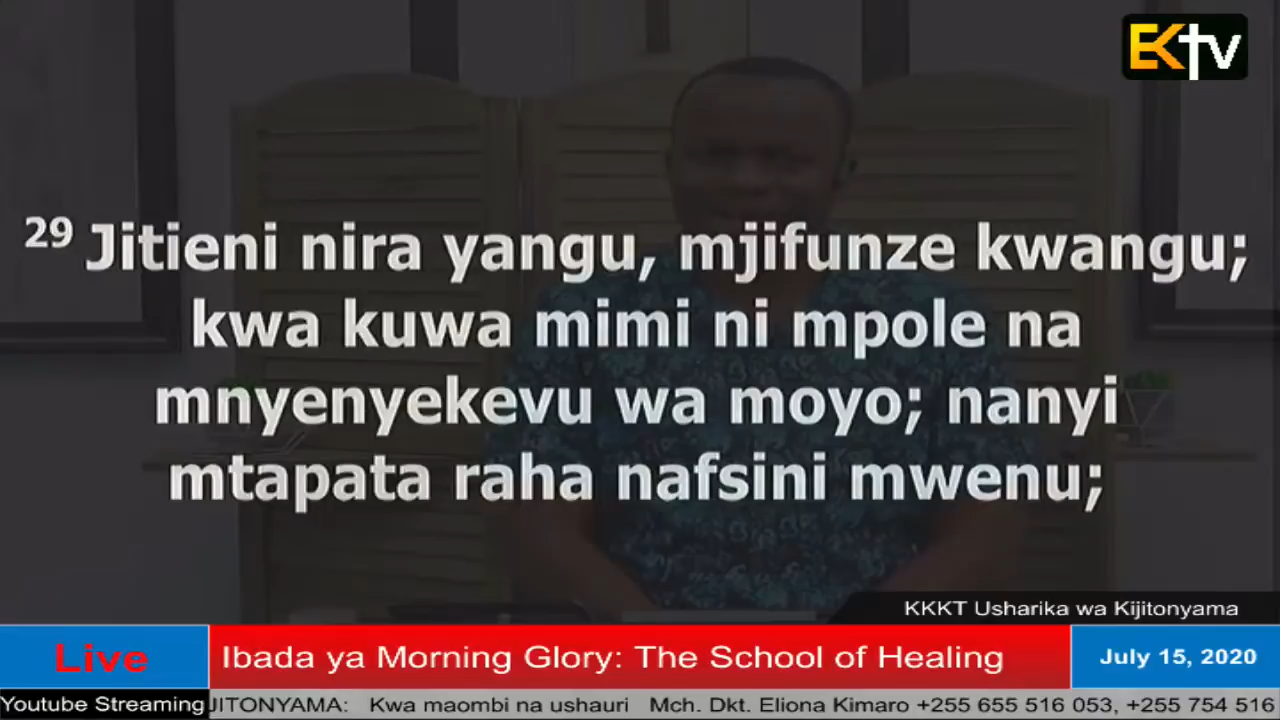 EKTV
29 Jitieni nira yangu, mjifunze kwangu;
kwa kuwa mimi ni mpole na
mnyenyekevu wa moyo; nanyi
mtapata raha nafsini mwenu;
KKKT Usharika wa Kijitonyama
Live
Ibada ya Morning Glory: The School of Healing
July 15, 2020
Youtube Streaming
JITONYAMA: Kwa maombi na ushauri Mch. Dkt. Eliona Kimaro +255 655 516 053, +255 754 516